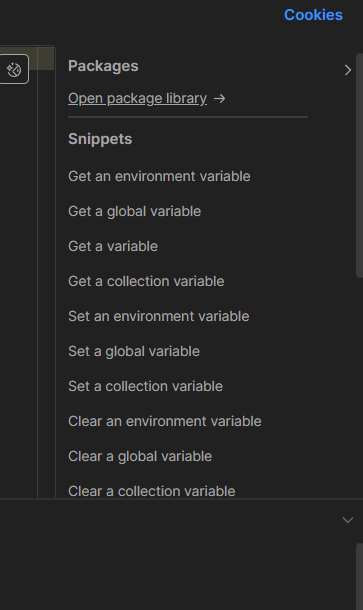 Cookies
Packages
Open package library →
Snippets
Get an environment variable
Get a global variable
Get a variable
Get a collection variable
Set an environment variable
Set a global variable
Set a collection variable
Clear an environment variable
Clear a global variable
Clear a collection variable